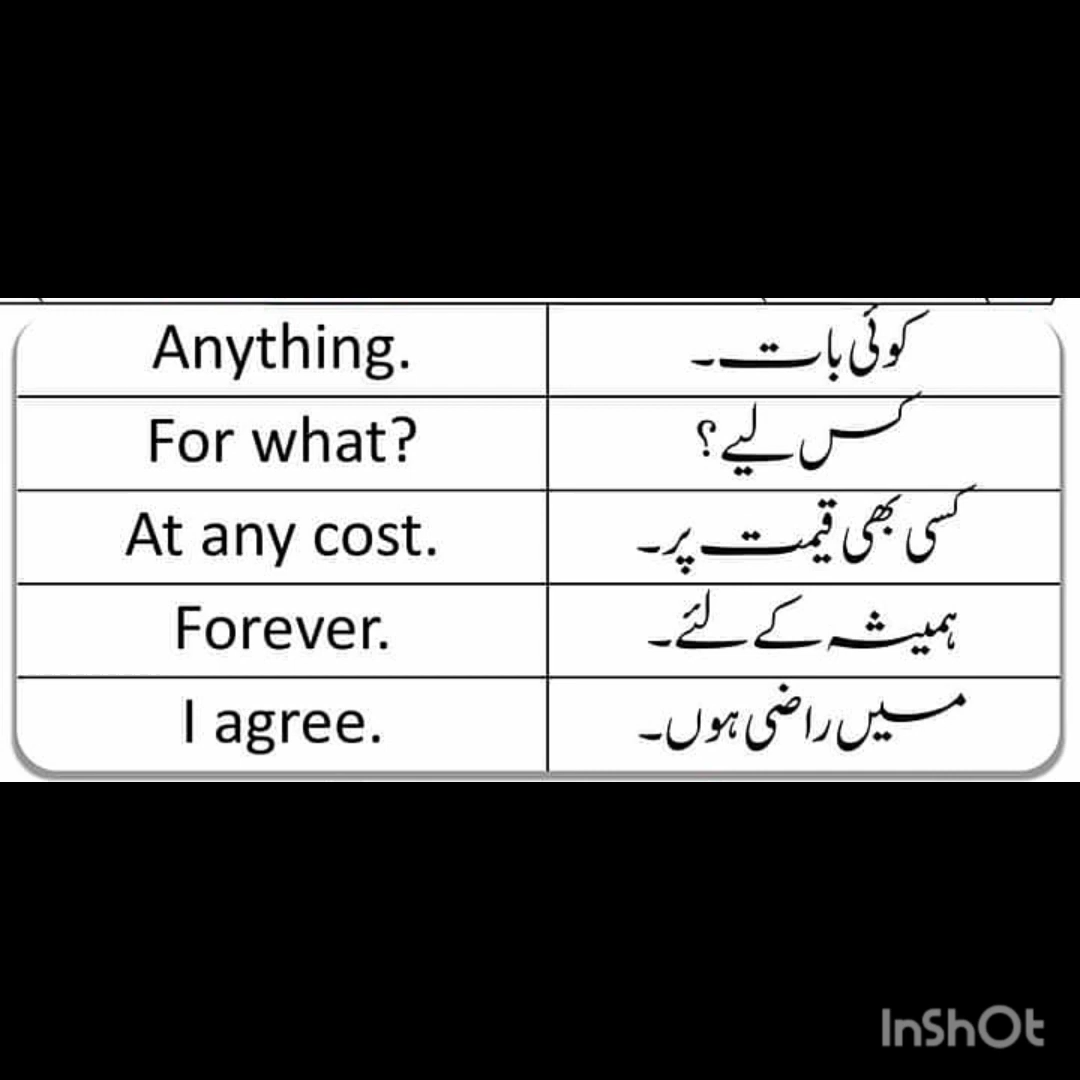 Anything. کوئی بات۔
For what? کس لیے؟
At any cost. کسی بھی قیمت پر۔
Forever. ہمیشہ کے لئے۔
I agree. میں راضی ہوں۔
InShOt